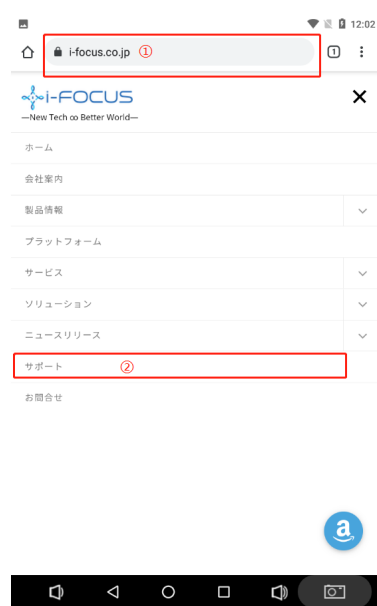 12:02
i-focus.co.jp ①
1
i-FOCUS
—New Tech ∞ Better World—
ホーム
会社案内
製品情報
プラットフォーム
サービス
ソリューション
ニュースリリース
サポート ②
お問合せ
a